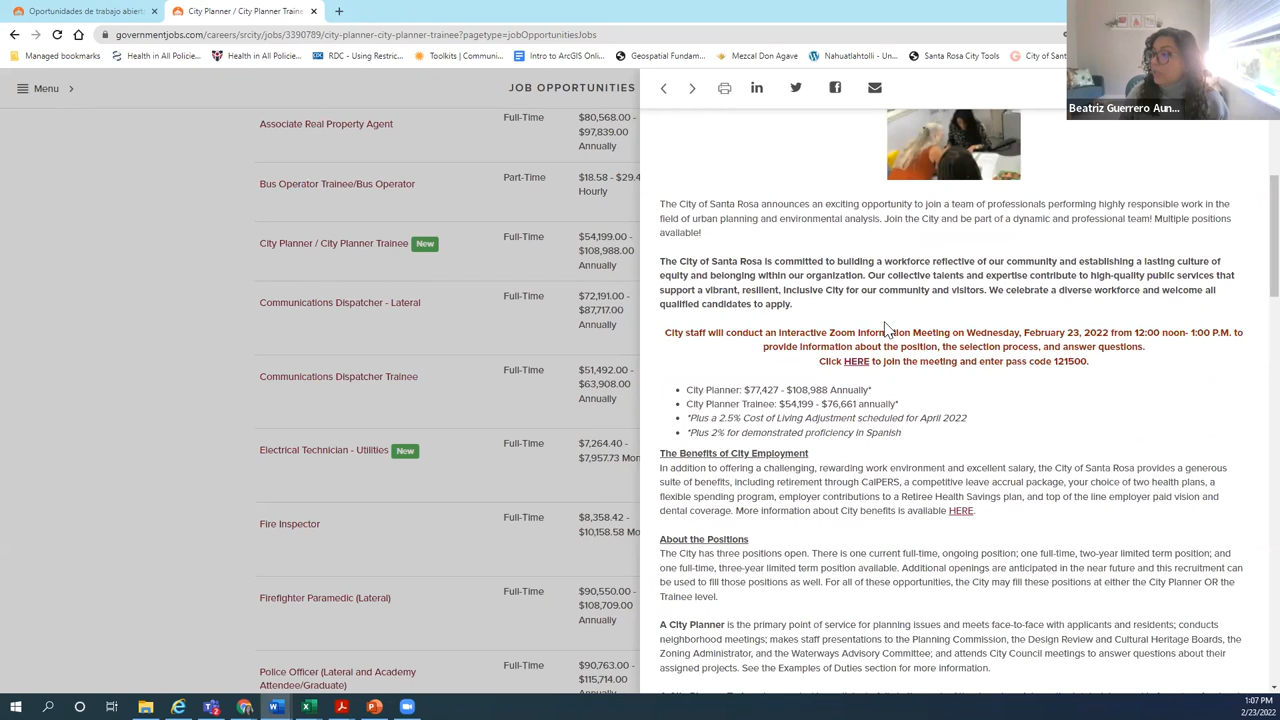 Oportunidades de trabajo abiert
City Planner / City Planner Traine
governmentjobs.com/careers/srcity/3390789/city-planner-city-planner-trainee?pagetype=jobOpportunitiesJobs
Managed bookmarks
Health in All Policie...
Health in All Policie...
RDC - Using Restric...
Toolkits | Communi...
Intro to ArcGIS Onli...
Geospatial Fundam...
Mezcal Don Agave
Nahuatlahtolli - Un...
Santa Rosa City Tools
City of Sant
Beatriz Guerrero Aun...
Menu
JOB OPPORTUNITIES
Associate Real Property Agent
Full-Time
$80,568.00 -
$97,839.00
Annually
Bus Operator Trainee/Bus Operator
Part-Time
$18.58 - $29.4
Hourly
City Planner / City Planner Trainee New
Full-Time
$54,199.00 -
$108,988.00
Annually
Communications Dispatcher - Lateral
Full-Time
$72,191.00 -
$87,717.00
Annually
Communications Dispatcher Trainee
Full-Time
$51,492.00 -
$63,908.00
Annually
Electrical Technician - Utilities New
Full-Time
$7,264.40 -
$7,957.73 Mon
Fire Inspector
Full-Time
$8,358.42 -
$10,158.58 Mo
Firefighter Paramedic (Lateral)
Full-Time
$90,550.00 -
$108,709.00
Annually
Police Officer (Lateral and Academy
Attendee/Graduate)
Full-Time
$90,763.00 -
$115,714.00
Annually
The City of Santa Rosa announces an exciting opportunity to join a team of professionals performing highly responsible work in the
field of urban planning and environmental analysis. Join the City and be part of a dynamic and professional team! Multiple positions
available!
The City of Santa Rosa is committed to building a workforce reflective of our community and establishing a lasting culture of
equity and belonging within our organization. Our collective talents and expertise contribute to high-quality public services that
support a vibrant, resilient, inclusive City for our community and visitors. We celebrate a diverse workforce and welcome all
qualified candidates to apply.
City staff will conduct an interactive Zoom Information Meeting on Wednesday, February 23, 2022 from 12:00 noon- 1:00 P.M. to
provide information about the position, the selection process, and answer questions.
Click HERE to join the meeting and enter pass code 121500.
• City Planner: $77,427 - $108,988 Annually*
• City Planner Trainee: $54,199 - $76,661 annually*
• *Plus a 2.5% Cost of Living Adjustment scheduled for April 2022
• *Plus 2% for demonstrated proficiency in Spanish
The Benefits of City Employment
In addition to offering a challenging, rewarding work environment and excellent salary, the City of Santa Rosa provides a generous
suite of benefits, including retirement through CalPERS, a competitive leave accrual package, your choice of two health plans, a
flexible spending program, employer contributions to a Retiree Health Savings plan, and top of the line employer paid vision and
dental coverage. More information about City benefits is available HERE.
About the Positions
The City has three positions open. There is one current full-time, ongoing position; one full-time, two-year limited term position; and
one full-time, three-year limited term position available. Additional openings are anticipated in the near future and this recruitment can
be used to fill those positions as well. For all of these opportunities, the City may fill these positions at either the City Planner OR the
Trainee level.
A City Planner is the primary point of service for planning issues and meets face-to-face with applicants and residents; conducts
neighborhood meetings; makes staff presentations to the Planning Commission, the Design Review and Cultural Heritage Boards, the
Zoning Administrator, and the Waterways Advisory Committee; and attends City Council meetings to answer questions about their
assigned projects. See the Examples of Duties section for more information.
1:07 PM
2/23/2022